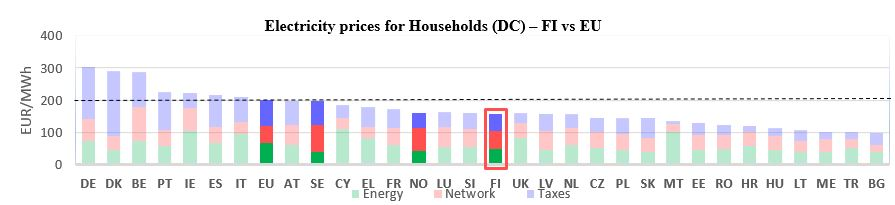 Electricity prices for Households (DC) – FI vs EU
400
300
200
100
0
EUR/MWh
DE DK BE PT IE ES IT EU AT SE CY EL FR NO LU SI FI UK LV NL CZ PL SK MT EE RO HR HU LT ME TR BG
Energy Network Taxes